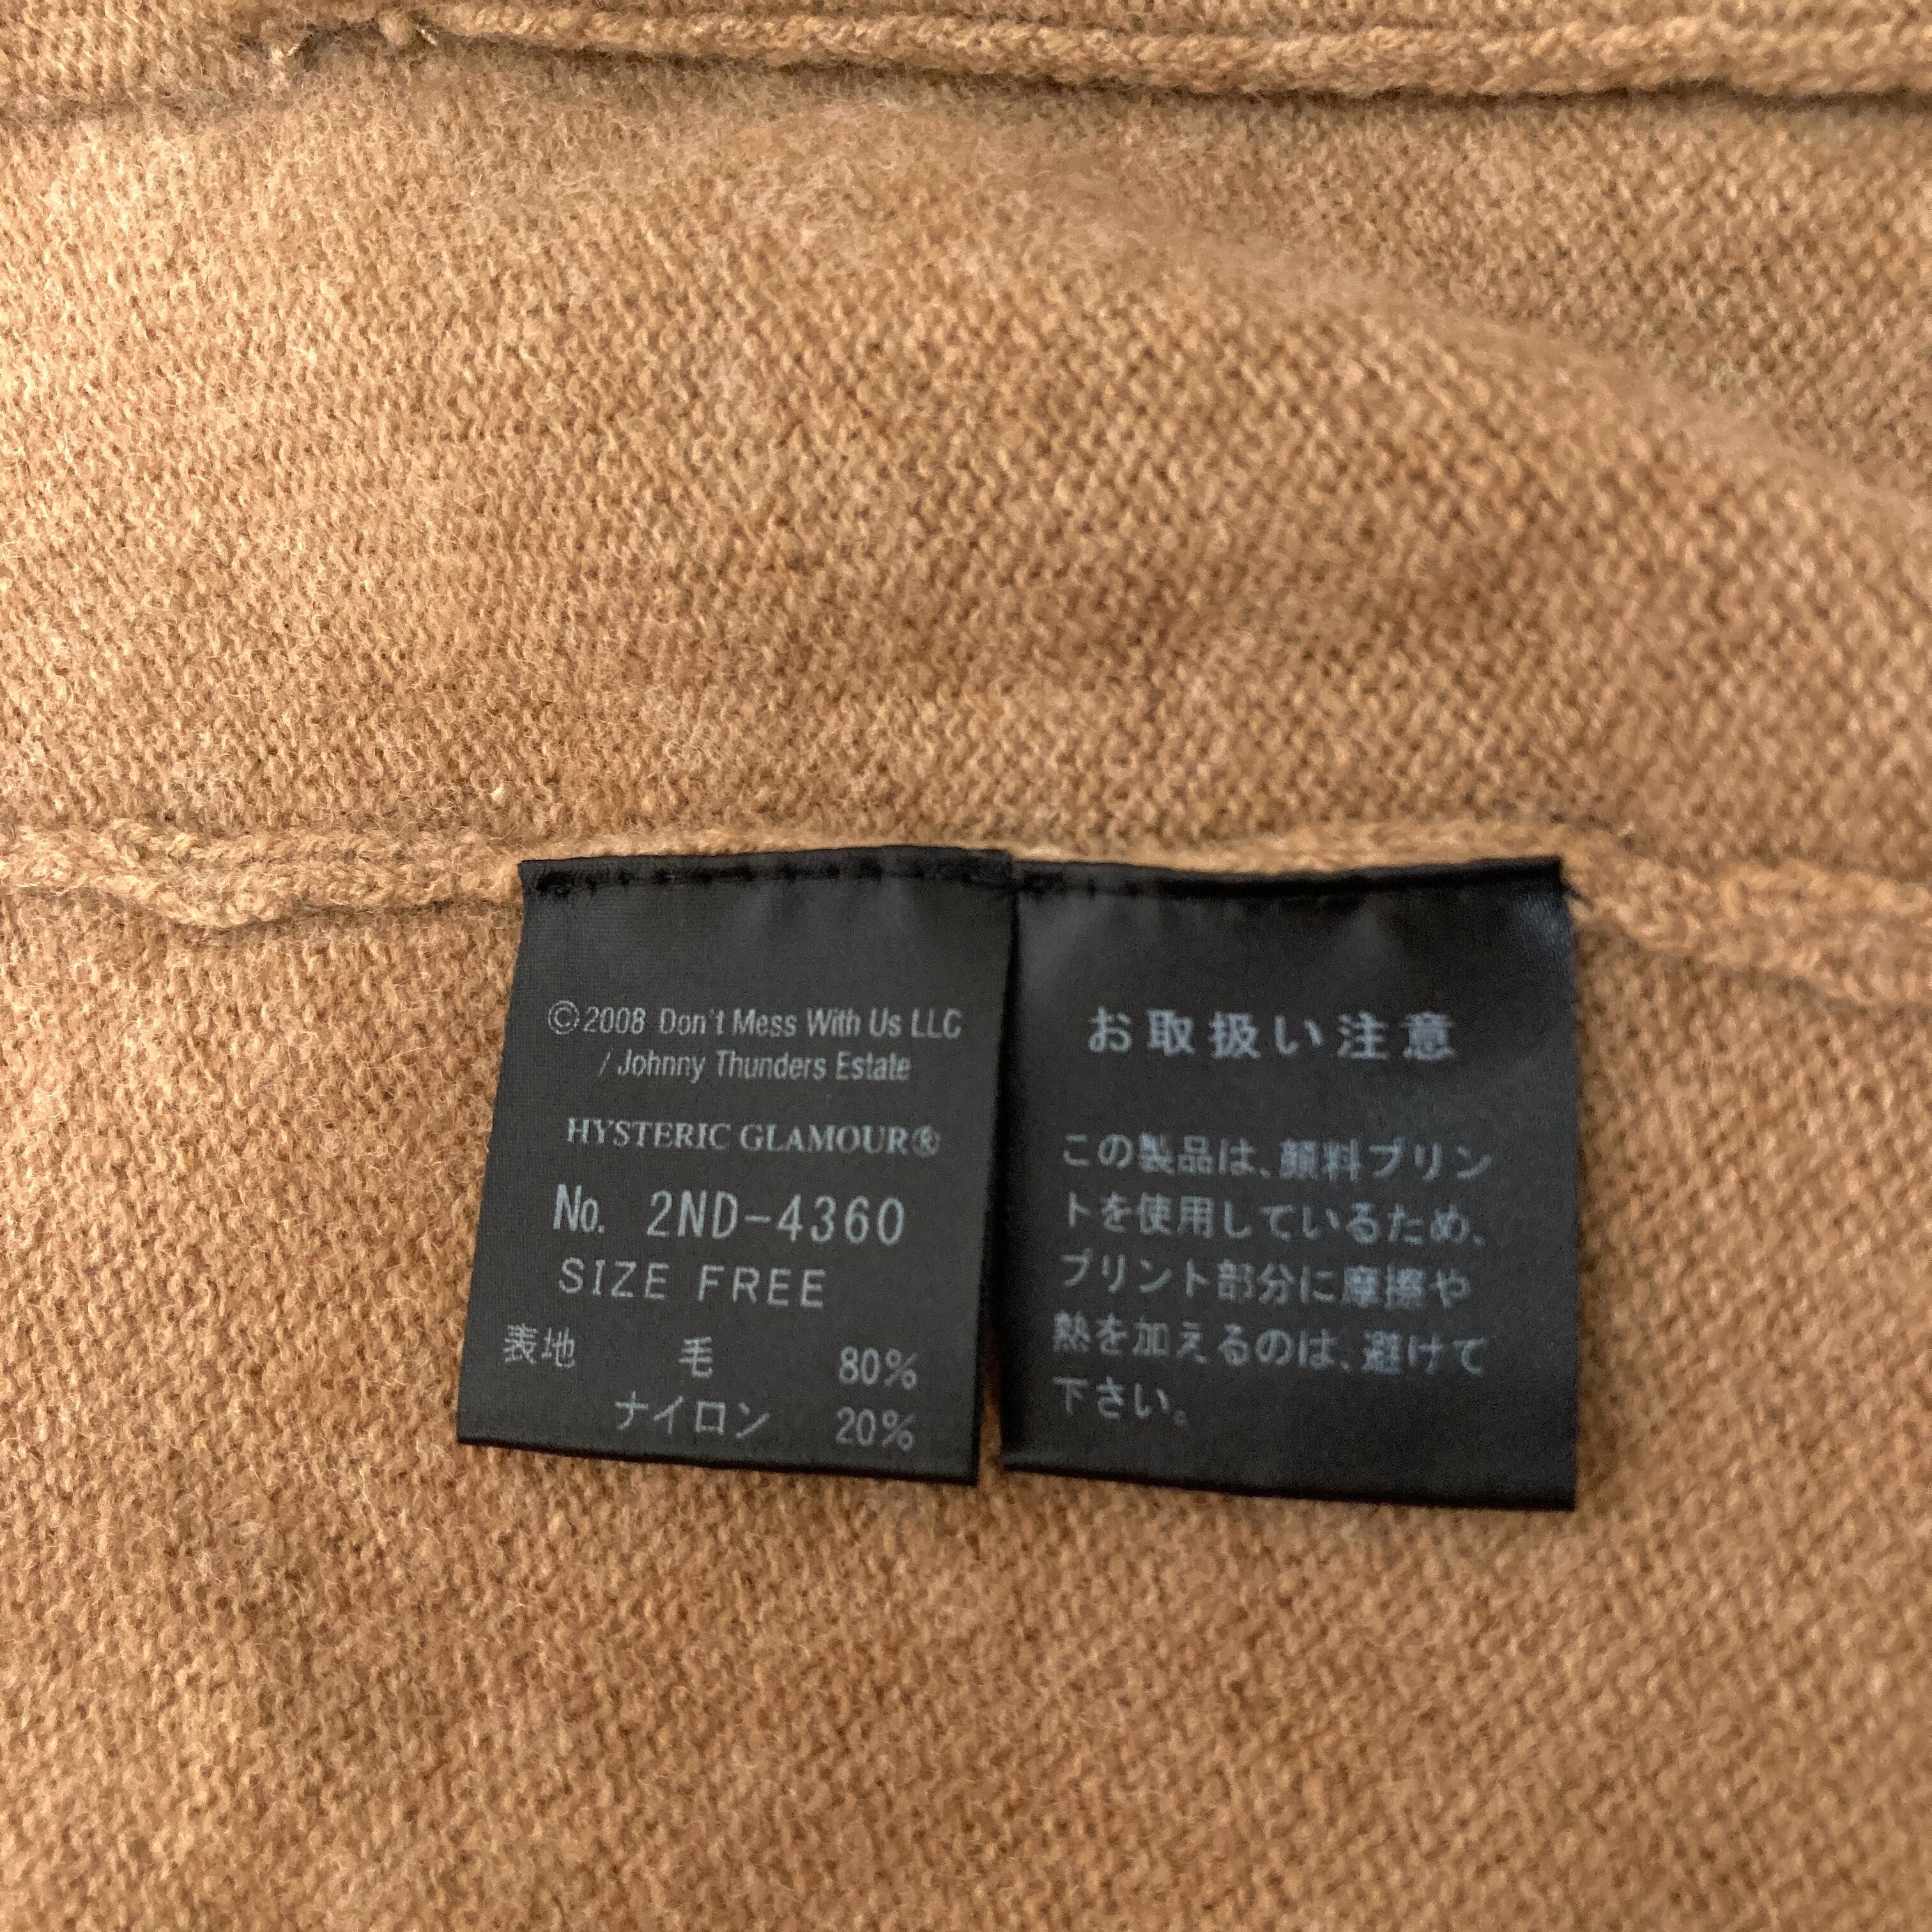 ©2008 Don't Mess With Us LLC
/ Johnny Thunders Estate
HYSTERIC GLAMOUR®
No. 2ND-4360
SIZE FREE
表地 毛 80%
ナイロン 20%
お取扱い注意
この製品は、顔料プリン
トを使用しているため、
プリント部分に摩擦や
熱を加えるのは、避けて
下さい。